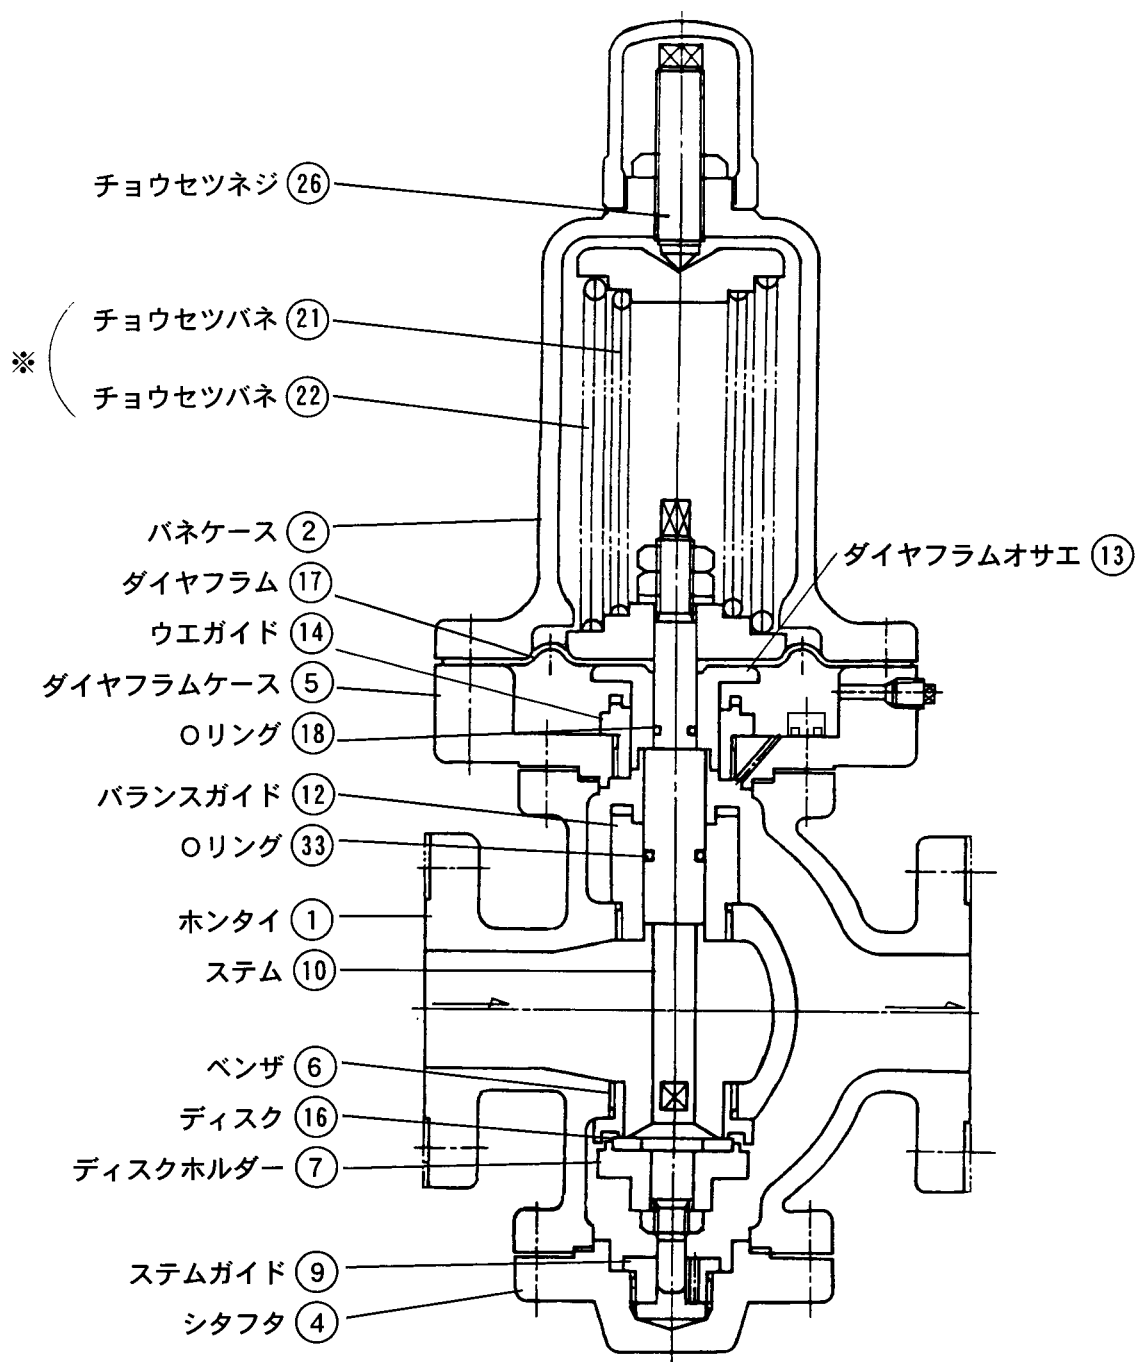 チョウセツネジ 26
チョウセツバネ 21
※
チョウセツバネ 22
バネケース 2
ダイヤフラムオサエ 13
ダイヤフラム 17
ウエガイド 14
ダイヤフラムケース 5
Oリング 18
バランスガイド 12
Oリング 33
ホンタイ 1
ステム 10
ベンザ 6
ディスク 16
ディスクホルダー 7
ステムガイド 9
シタフタ 4